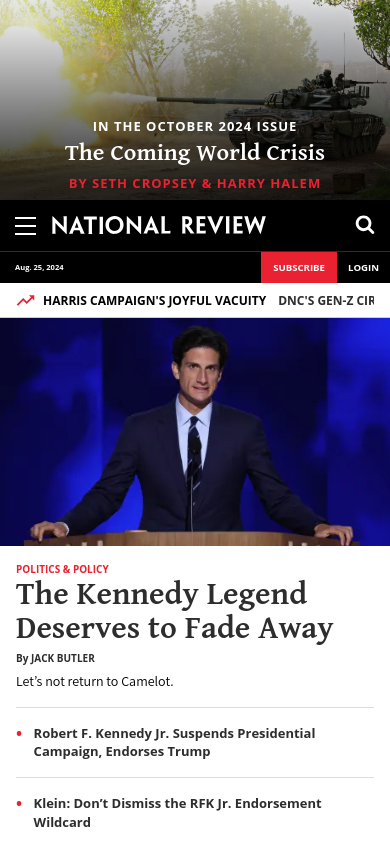 IN THE OCTOBER 2024 ISSUE
The Coming World Crisis
BY SETH CROPSEY & HARRY HALEM
NATIONAL REVIEW
Aug. 25, 2024
SUBSCRIBE
LOGIN
HARRIS CAMPAIGN'S JOYFUL VACUITY DNC'S GEN-Z CIR
POLITICS & POLICY
The Kennedy Legend
Deserves to Fade Away
By JACK BUTLER
Let’s not return to Camelot.
Robert F. Kennedy Jr. Suspends Presidential
Campaign, Endorses Trump
Klein: Don’t Dismiss the RFK Jr. Endorsement
Wildcard